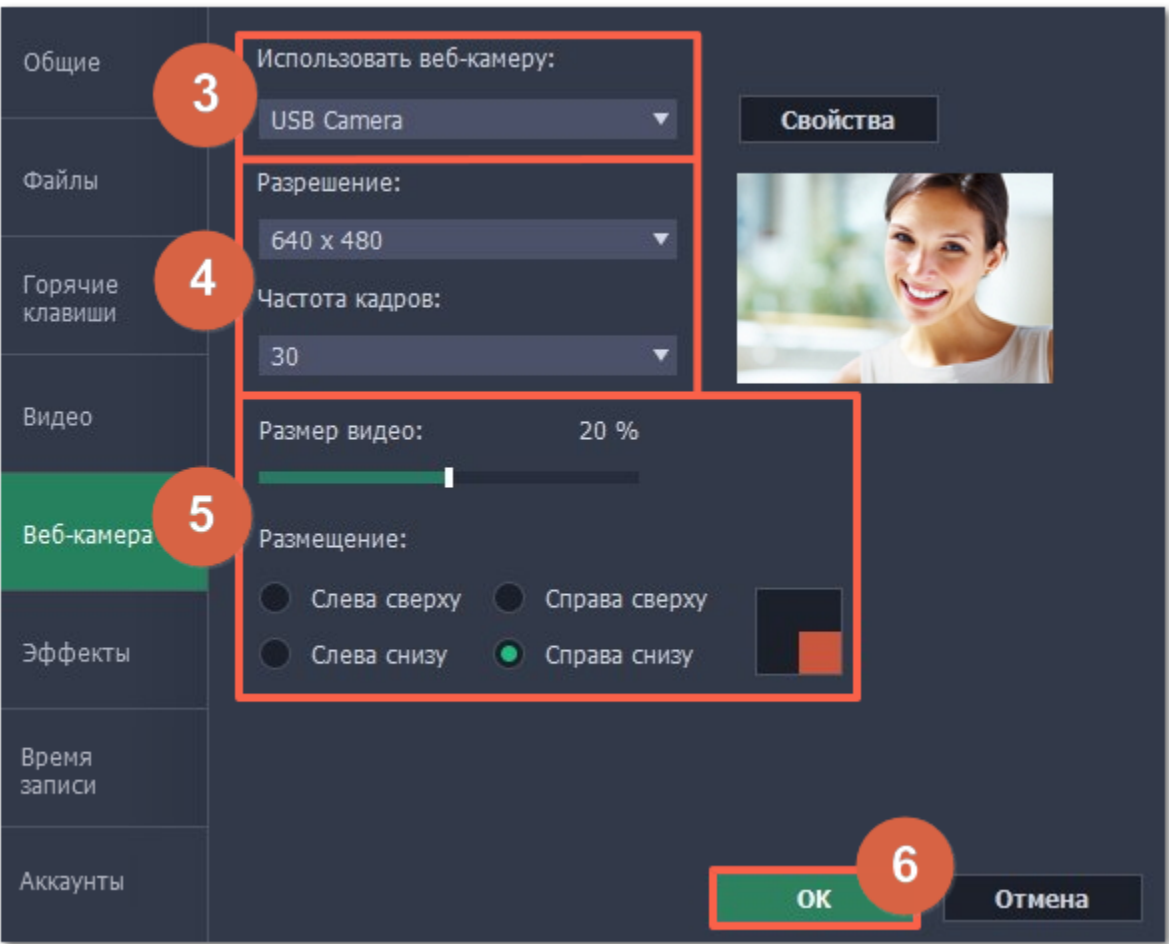 Общие
Файлы
Горячие
клавиши
Видео
Веб-камера
Эффекты
Время
записи
Аккаунты
3
Использовать веб-камеру:
USB Camera
Свойства
4
Разрешение:
640 x 480
Частота кадров:
30
5
Размер видео: 20 %
Размещение:
Слева сверху Справа сверху
Слева снизу Справа снизу
6
OK Отмена